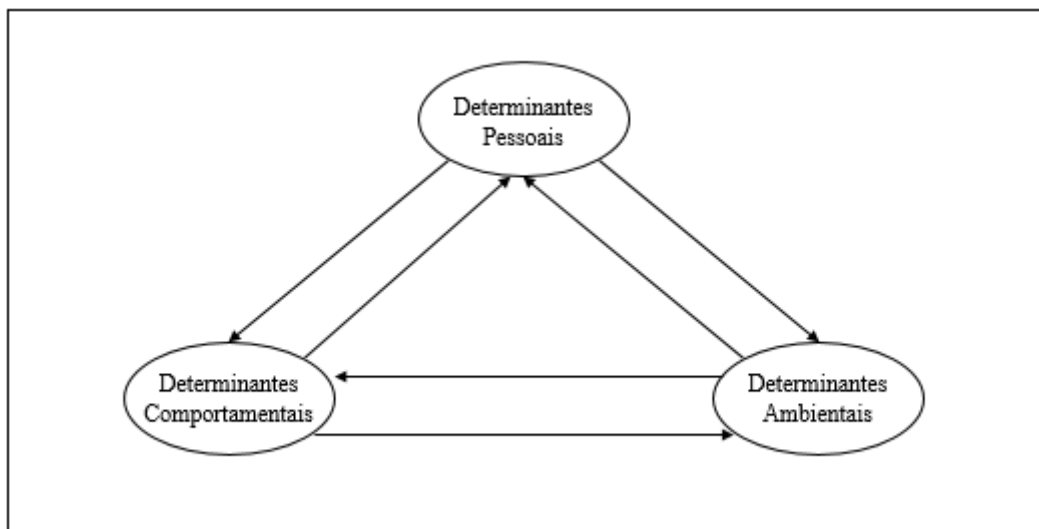 Determinantes
Pessoais
Determinantes
Comportamentais
Determinantes
Ambientais